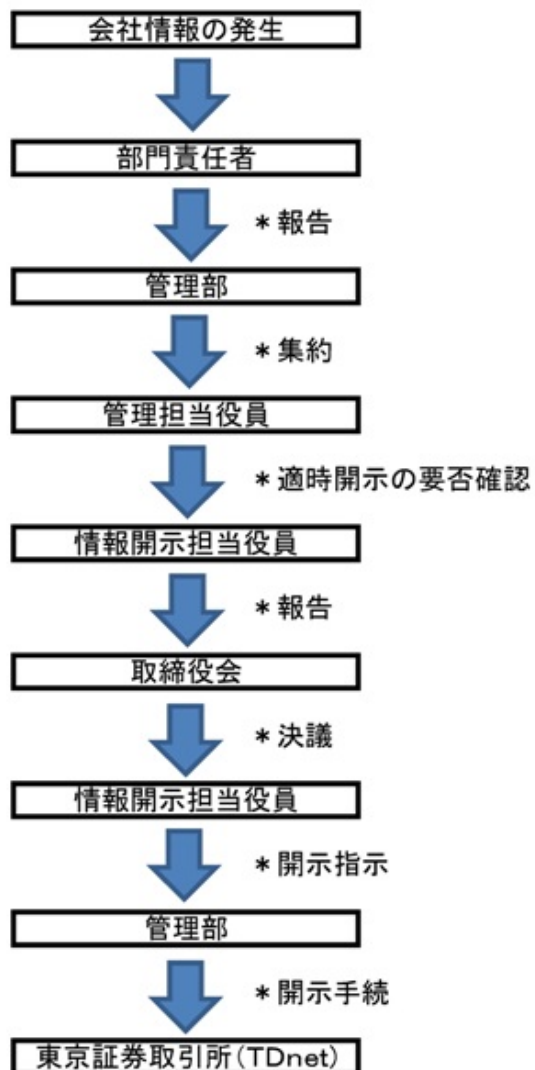 会社情報の発生
部門責任者
＊報告
管理部
＊集約
管理担当役員
＊適時開示の要否確認
情報開示担当役員
＊報告
取締役会
＊決議
情報開示担当役員
＊開示指示
管理部
＊開示手続
東京証券取引所（TDnet）